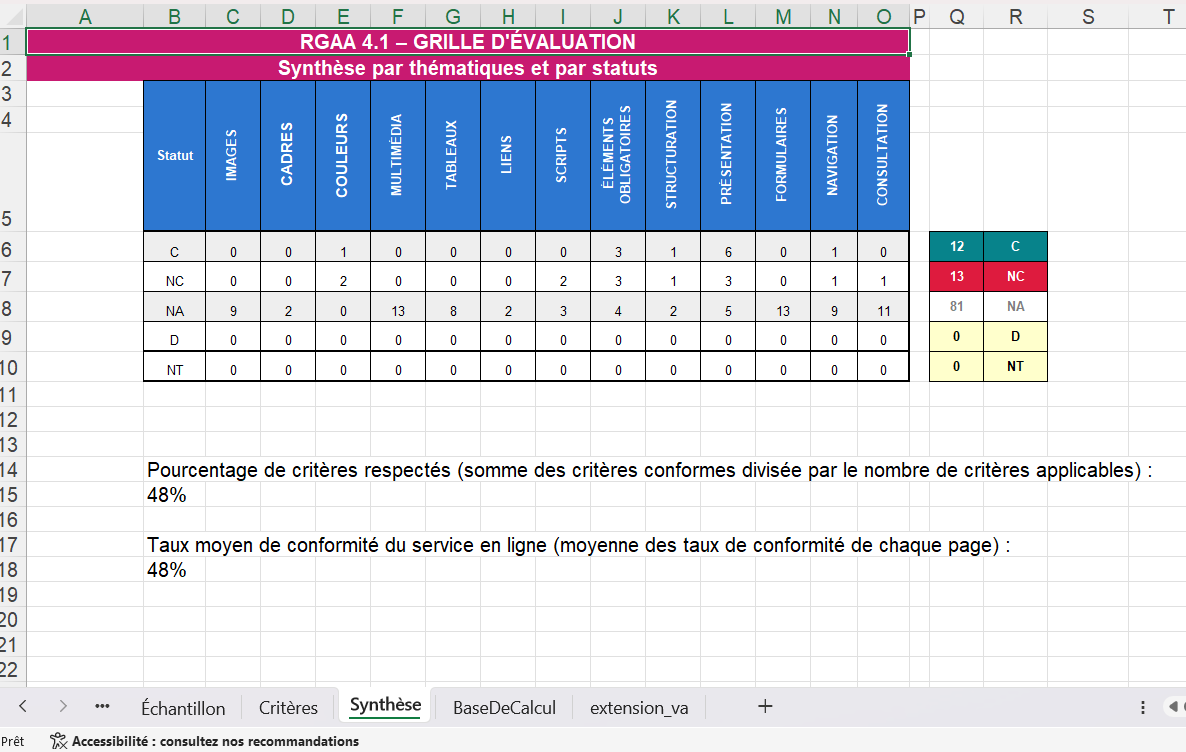 A B C D E F G H I J K L M N O P Q R S T
1 RGAA 4.1 – GRILLE D'ÉVALUATION
2 Synthèse par thématiques et par statuts
3
4
5 Statut IMAGES CADRES COULEURS MULTIMÉDIA TABLEAUX LIENS SCRIPTS ÉLÉMENTS OBLIGATOIRES STRUCTURATION PRÉSENTATION FORMULAIRES NAVIGATION CONSULTATION
6 C 0 0 1 0 0 0 0 3 1 6 0 1 0 12 C
7 NC 0 0 2 0 0 0 2 3 1 3 0 1 1 13 NC
8 NA 9 2 0 13 8 2 3 4 2 5 13 9 11 81 NA
9 D 0 0 0 0 0 0 0 0 0 0 0 0 0 0 D
10 NT 0 0 0 0 0 0 0 0 0 0 0 0 0 0 NT
11
12
13
14 Pourcentage de critères respectés (somme des critères conformes divisée par le nombre de critères applicables) :
15 48%
16
17 Taux moyen de conformité du service en ligne (moyenne des taux de conformité de chaque page) :
18 48%
19
20
21
22
Échantillon Critères Synthèse BaseDeCalcul extension_va
Prêt Accessibilité : consultez nos recommandations